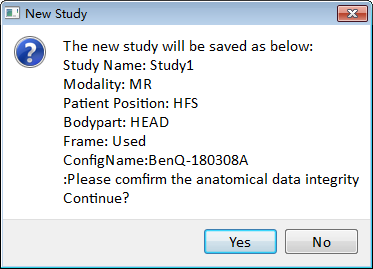 New Study
The new study will be saved as below:
Study Name: Study1
Modality: MR
Patient Position: HFS
Bodypart: HEAD
Frame: Used
ConfigName:BenQ-180308A
:Please comfirm the anatomical data integrity
Continue?
Yes
No